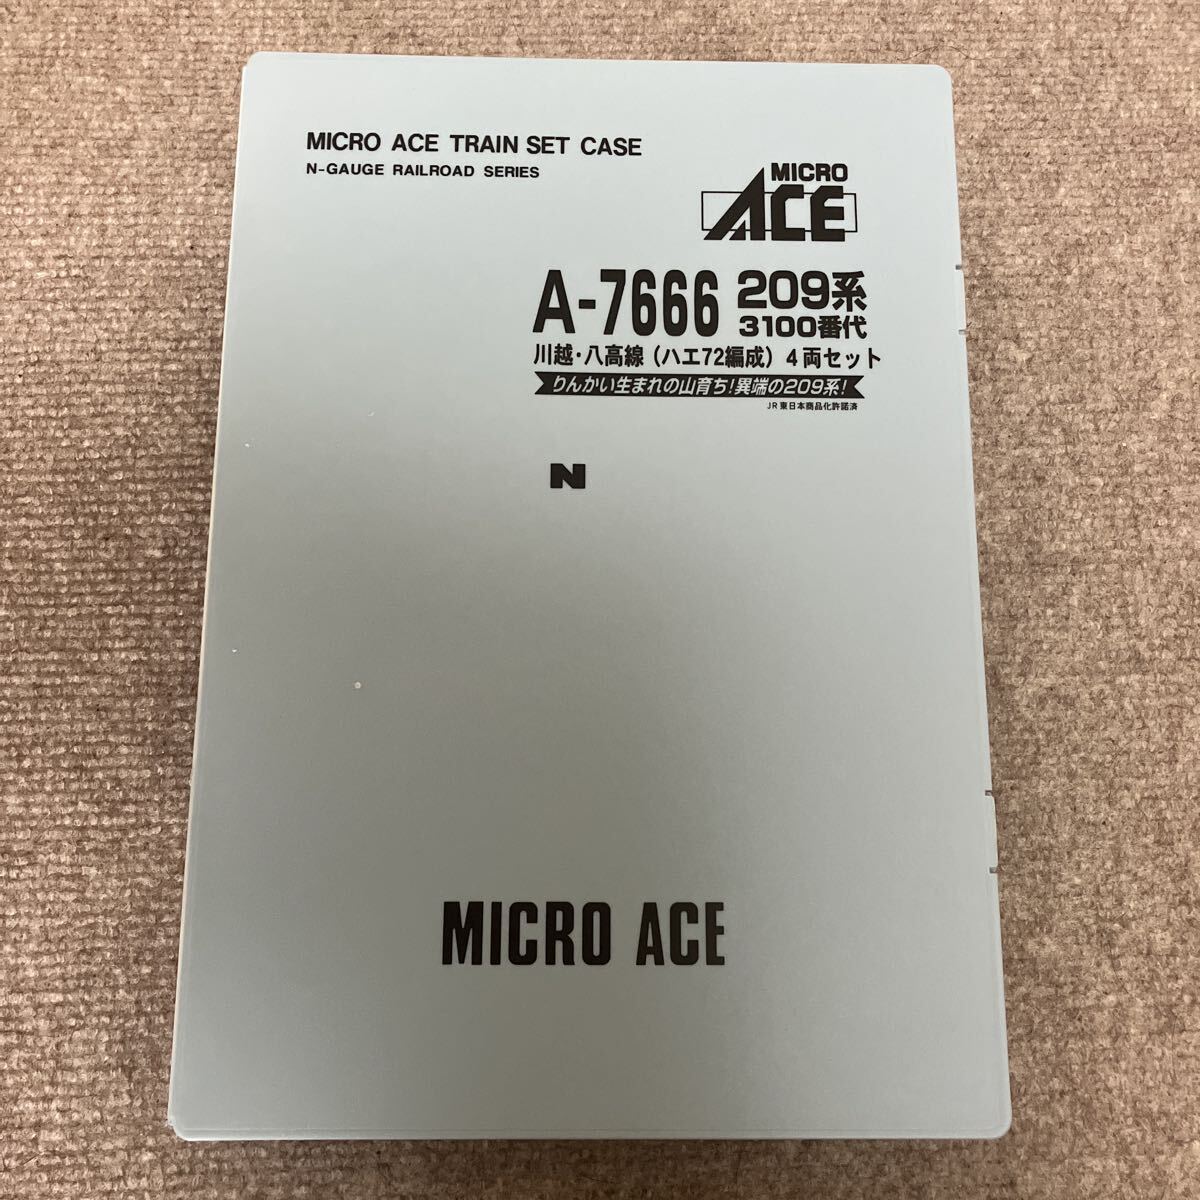 MICRO ACE TRAIN SET CASE
N-GAUGE RAILROAD SERIES
MICRO
ACE
A-7666 209系
3100番代
川越・八高線（ハエ72編成）４両セット
りんかい生まれの山育ち！異端の209系！
JR東日本商品化許諾済
N
MICRO ACE